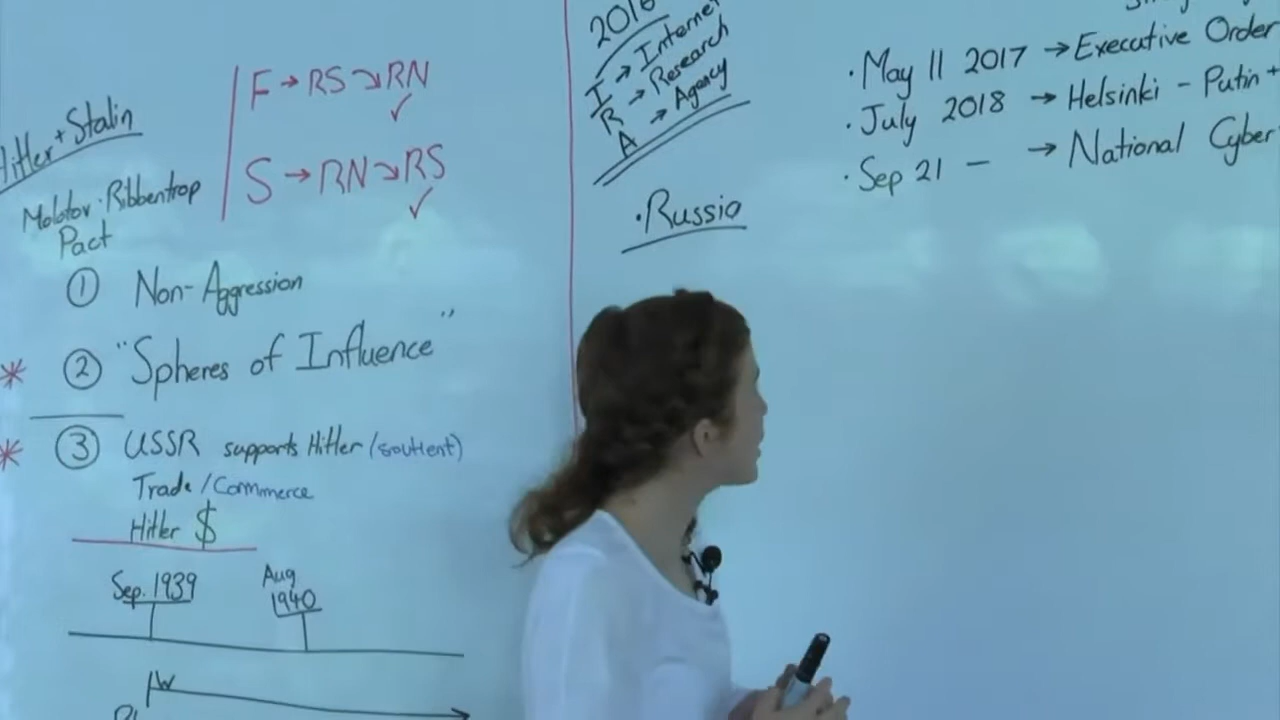 Hitler + Stalin
Molotov-Ribbentrop
Pact
① Non-Aggression
② "Spheres of Influence"
③ USSR supports Hitler (soutient)
Trade/Commerce
Hitler $
Sep. 1939
Aug
1940
F → RS ↘ RN
✓
S → RN ↘ RS
✓
2016
I → Internet
R → Research
A → Agency
• Russia
• May 11 2017 → Executive Order
• July 2018 → Helsinki - Putin +
• Sep 21 - → National Cyber